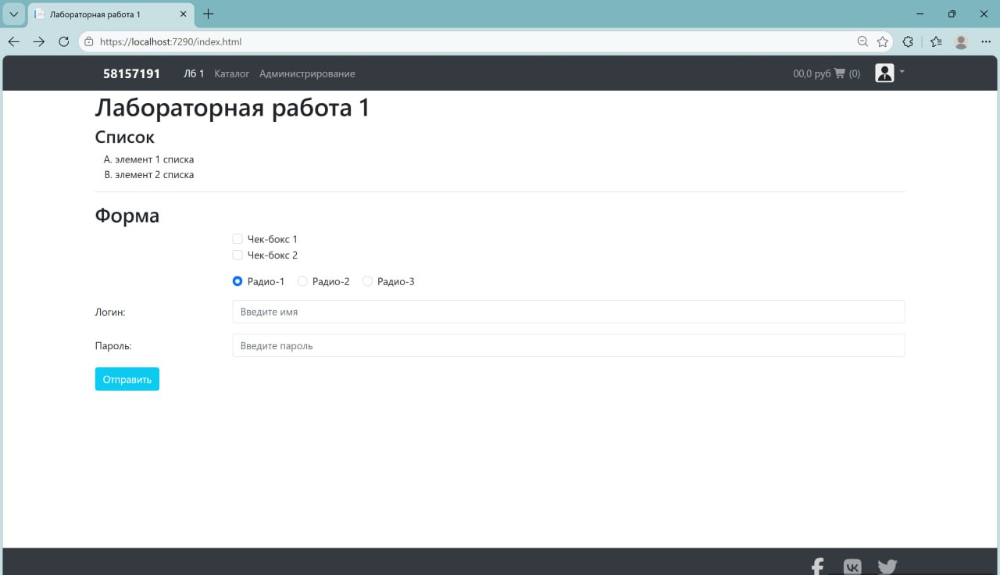 Лабораторная работа 1
https://localhost:7290/index.html
58157191 Лб 1 Каталог Администрирование 00,0 руб (0)
Лабораторная работа 1
Список
A. элемент 1 списка
B. элемент 2 списка
Форма
Чек-бокс 1
Чек-бокс 2
Радио-1 Радио-2 Радио-3
Логин: Введите имя
Пароль: Введите пароль
Отправить